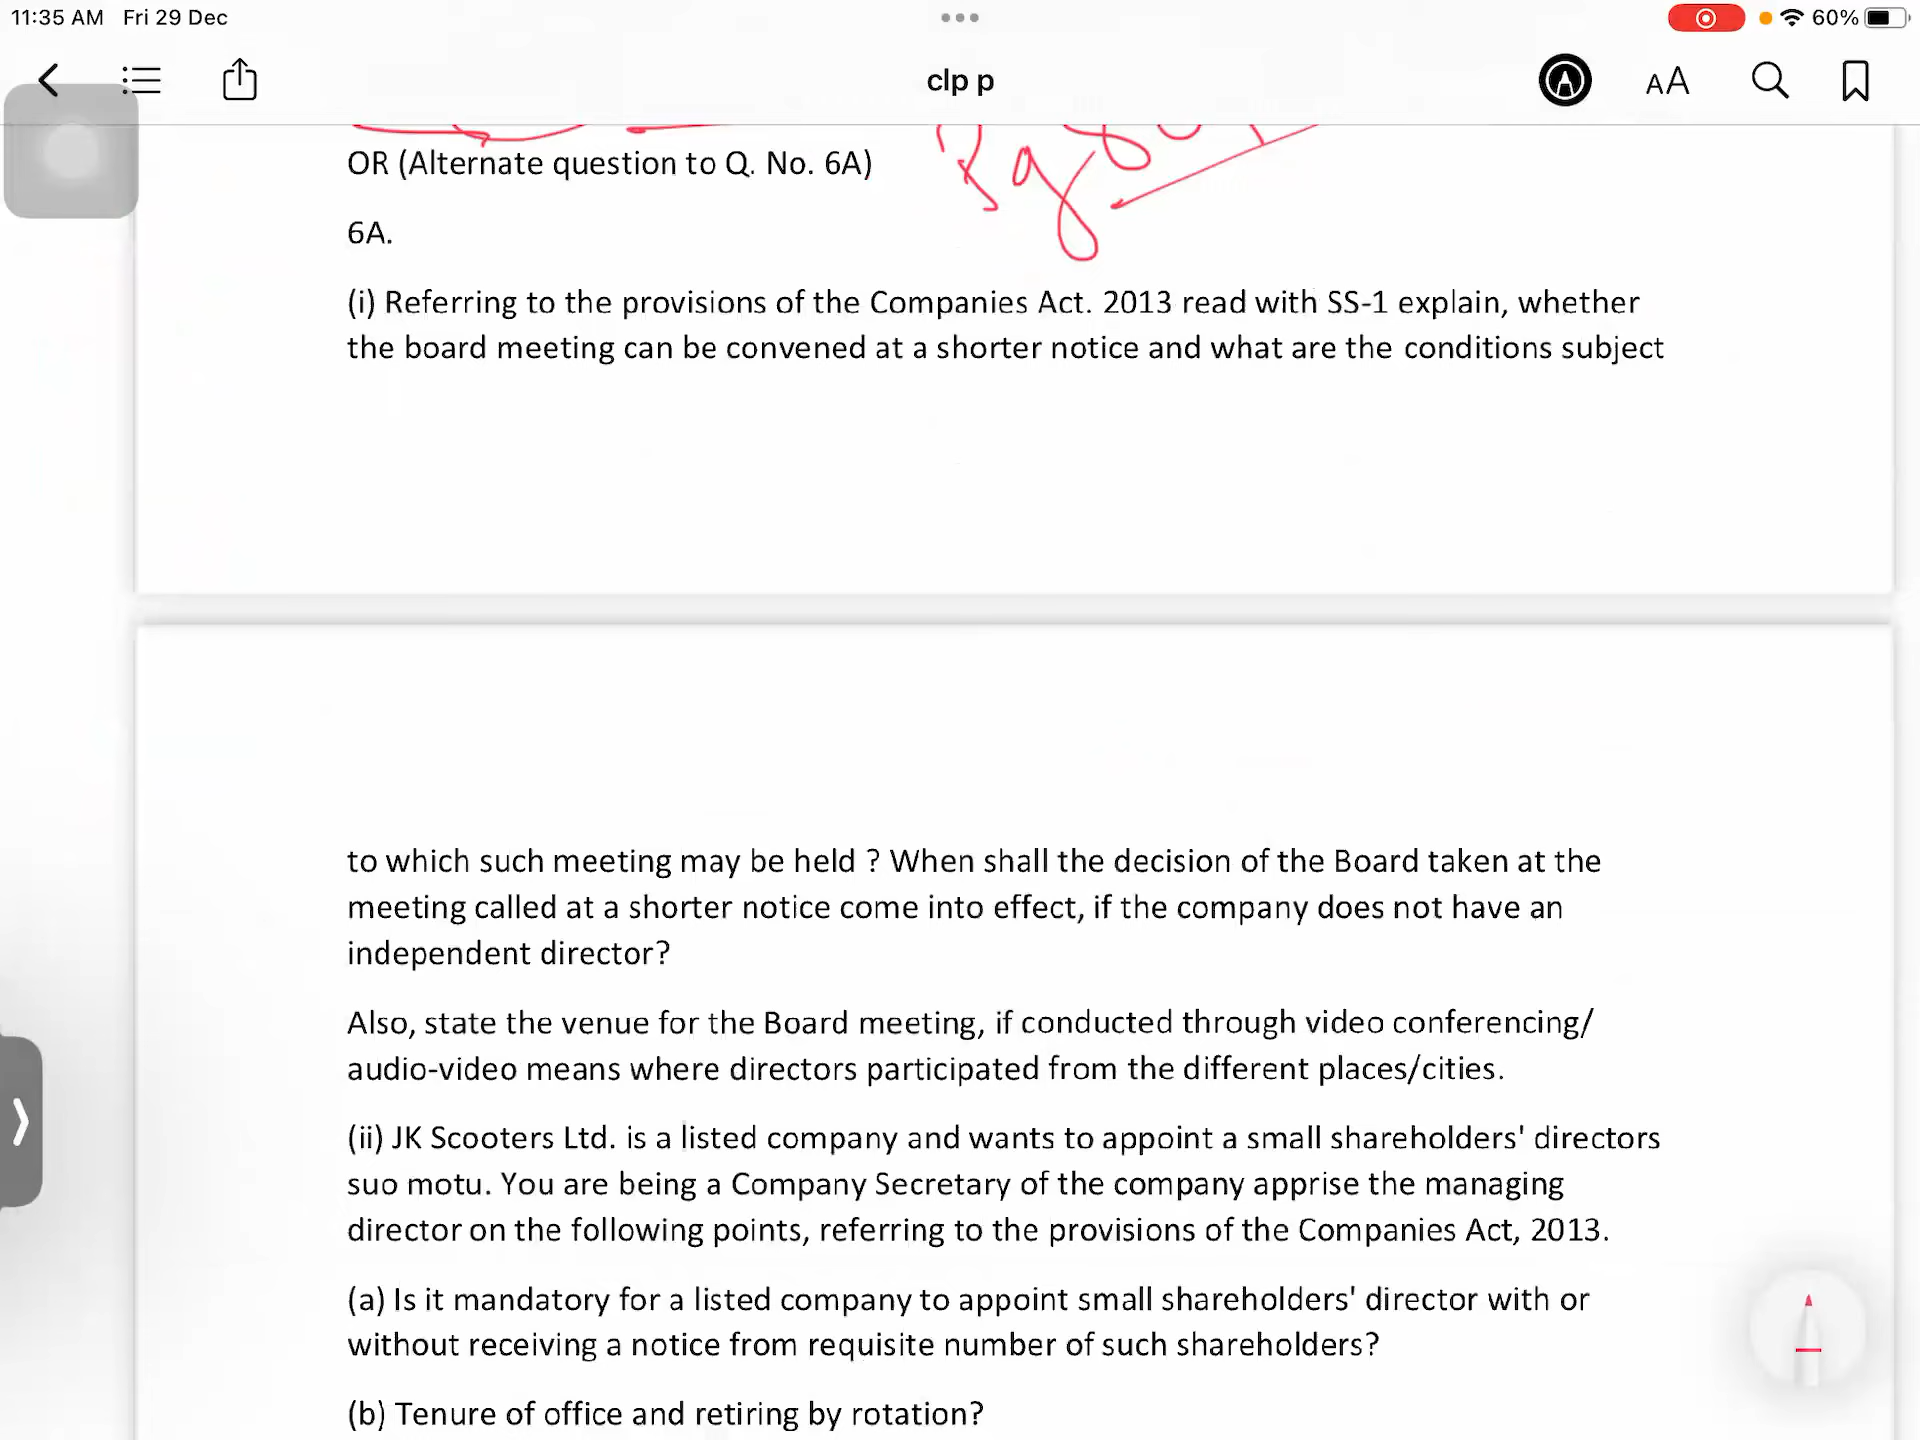 11:35 AM Fri 29 Dec
60%
clp p
AA
OR (Alternate question to Q. No. 6A)
6A.
(i) Referring to the provisions of the Companies Act. 2013 read with SS-1 explain, whether
the board meeting can be convened at a shorter notice and what are the conditions subject
to which such meeting may be held ? When shall the decision of the Board taken at the
meeting called at a shorter notice come into effect, if the company does not have an
independent director?
Also, state the venue for the Board meeting, if conducted through video conferencing/
audio-video means where directors participated from the different places/cities.
(ii) JK Scooters Ltd. is a listed company and wants to appoint a small shareholders' directors
suo motu. You are being a Company Secretary of the company apprise the managing
director on the following points, referring to the provisions of the Companies Act, 2013.
(a) Is it mandatory for a listed company to appoint small shareholders' director with or
without receiving a notice from requisite number of such shareholders?
(b) Tenure of office and retiring by rotation?